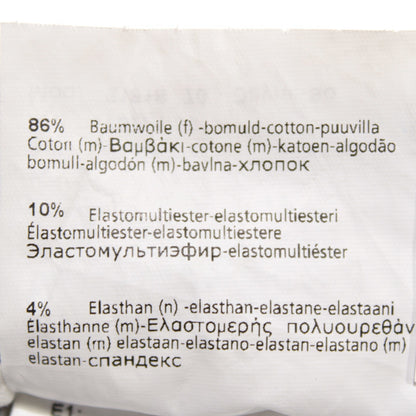 86% Baumwolle (f) -bomuld-cotton-puuvilla
Coton (m)-Βαμβάκι-cotone (m)-katoen-algodão
bomull-algodón (m)-bavlna-хлопок
10% Elastomultiester-elastomultiesteri
Élastomultiester-elastomultiestere
Эластомультиэфир-elastomultiéster
4% Elasthan (n) -elasthan-elastane-elastaani
Élasthanne (m)-Ελαστομερής πολυουρεθάν
elastan (m) elastaan-elastano-elastan-elastano (m)
elastan-спандекс